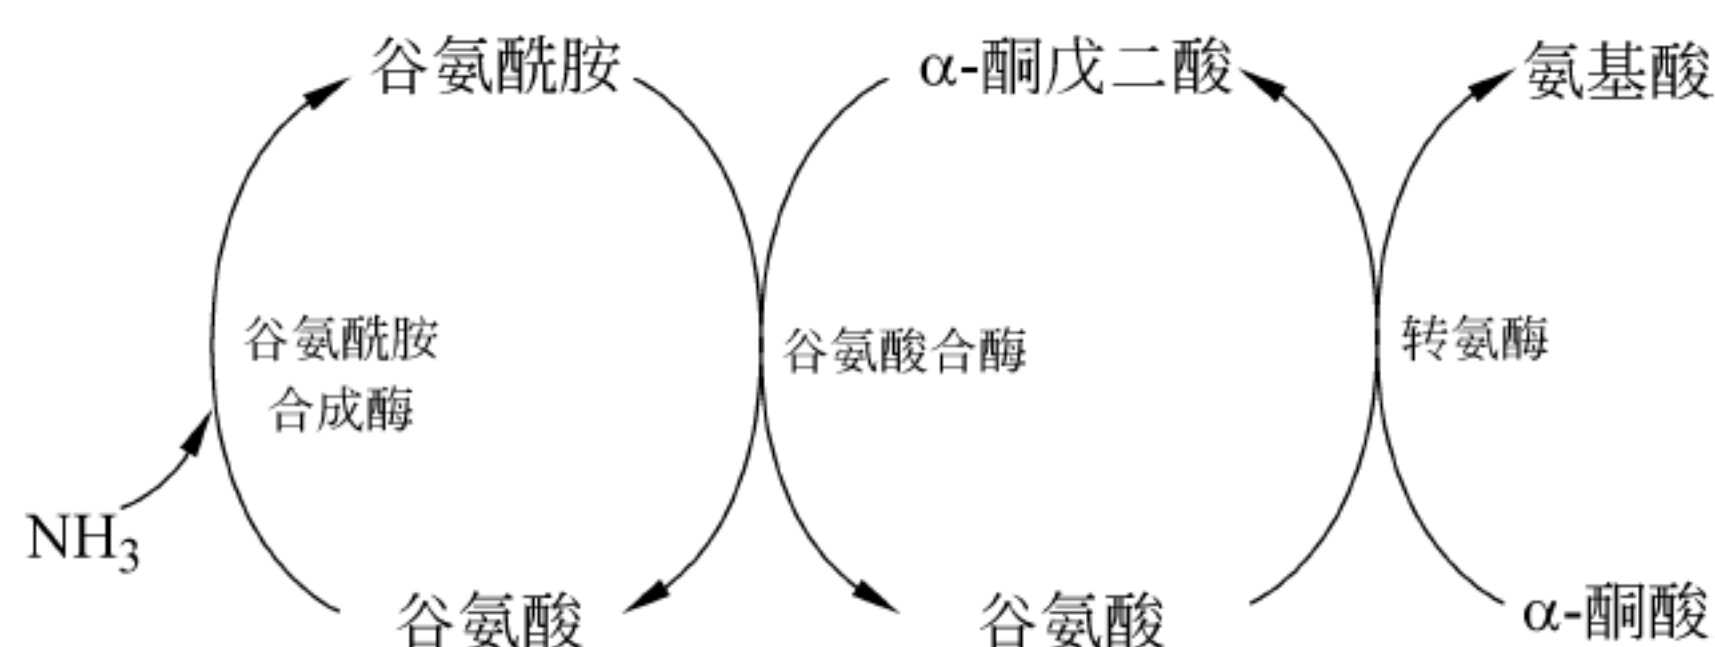 谷氨酰胺
α-酮戊二酸
氨基酸
谷氨酰胺
合成酶
谷氨酸合酶
转氨酶
NH₃
谷氨酸
谷氨酸
α-酮酸